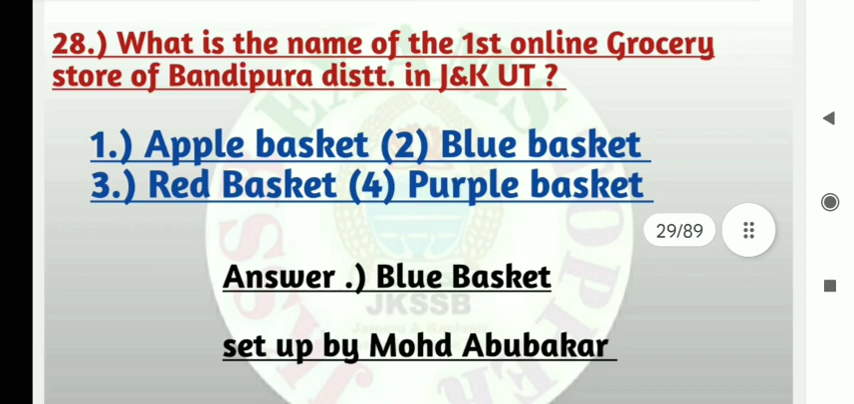 28.) What is the name of the 1st online Grocery
store of Bandipura distt. in J&K UT ?
1.) Apple basket (2) Blue basket
3.) Red Basket (4) Purple basket
29/89
Answer .) Blue Basket
JKSSB
set up by Mohd Abubakar